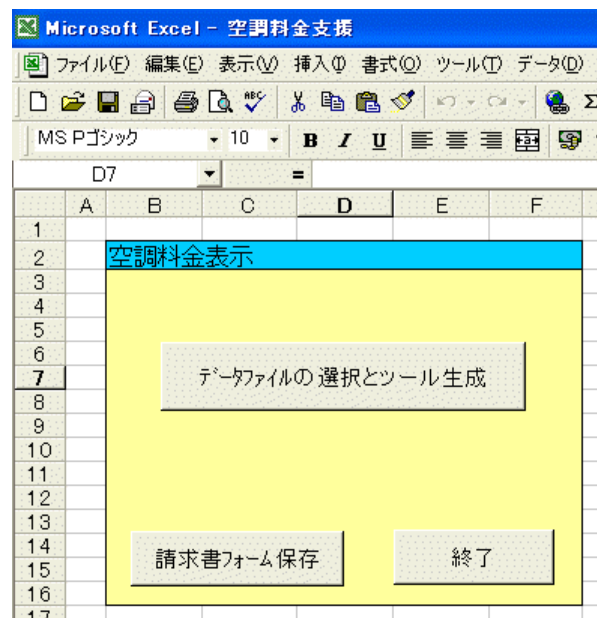 Microsoft Excel - 空調料金支援
ファイル(F) 編集(E) 表示(V) 挿入(I) 書式(O) ツール(T) データ(D)
ABC a
Σ
MS Pゴシック 10 B I U
D7 =
A B C D E F
1
2 空調料金表示
3
4
5
6
7 データファイルの選択とツール生成
8
9
10
11
12
13
14
15 請求書フォーム保存 終了
16
17